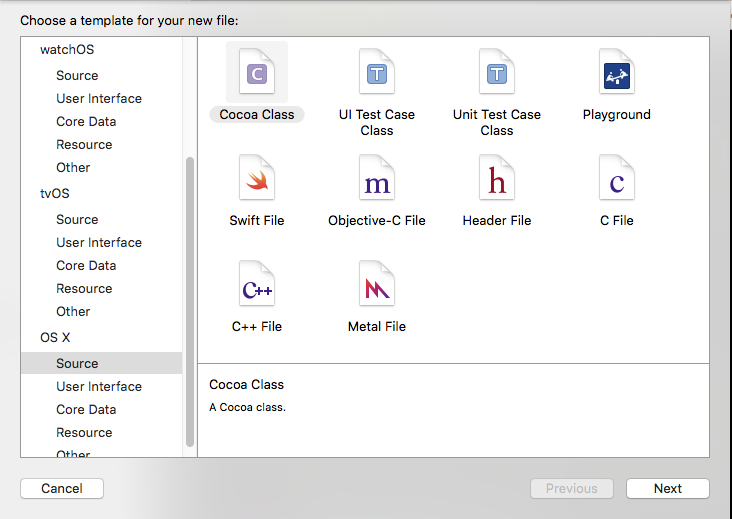 Choose a template for your new file:
watchOS
Source
User Interface
Core Data
Resource
Other
tvOS
Source
User Interface
Core Data
Resource
Other
OS X
Source
User Interface
Core Data
Resource
Other
C
Cocoa Class
T
UI Test Case
Class
T
Unit Test Case
Class
Playground
Swift File
m
Objective-C File
h
Header File
c
C File
C++
C++ File
Metal File
Cocoa Class
A Cocoa class.
Cancel
Previous
Next